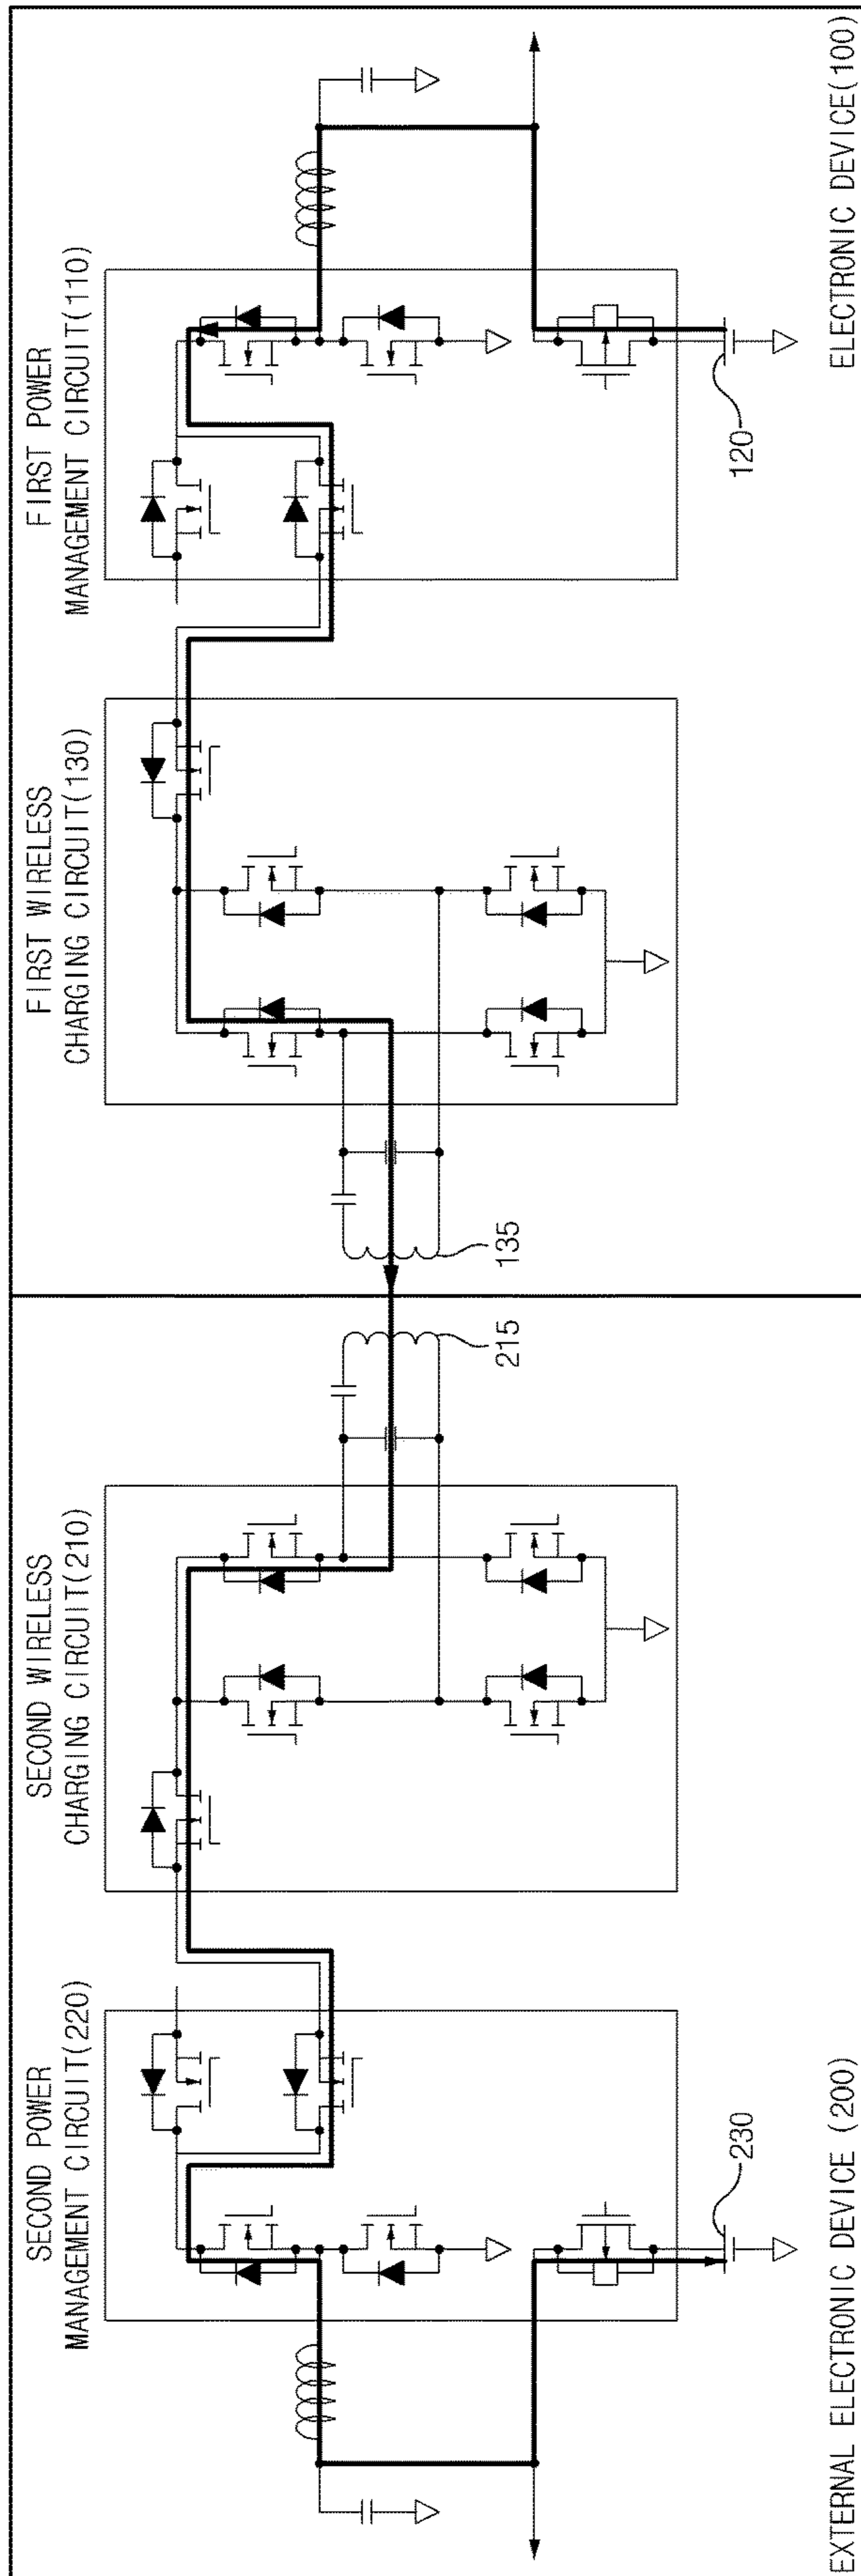 SECOND POWER
MANAGEMENT CIRCUIT(220)
SECOND WIRELESS
CHARGING CIRCUIT(210)
FIRST WIRELESS
CHARGING CIRCUIT(130)
FIRST POWER
MANAGEMENT CIRCUIT(110)
215
135
230
120
EXTERNAL ELECTRONIC DEVICE (200)
ELECTRONIC DEVICE(100)